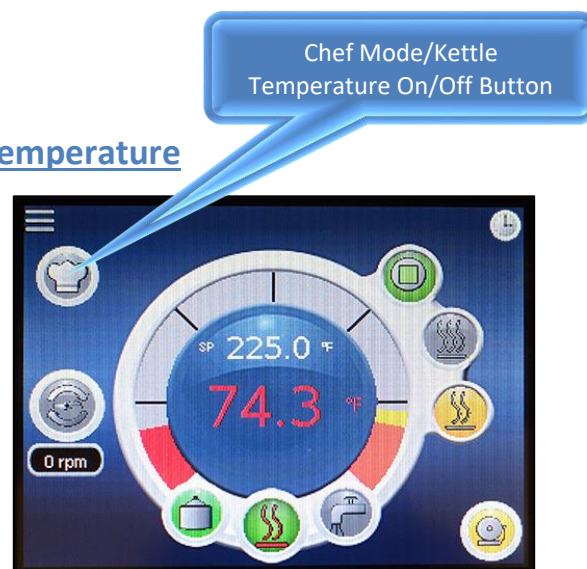 Chef Mode/Kettle
Temperature On/Off Button
emperature
SP 225.0 °F
74.3 °F
0 rpm